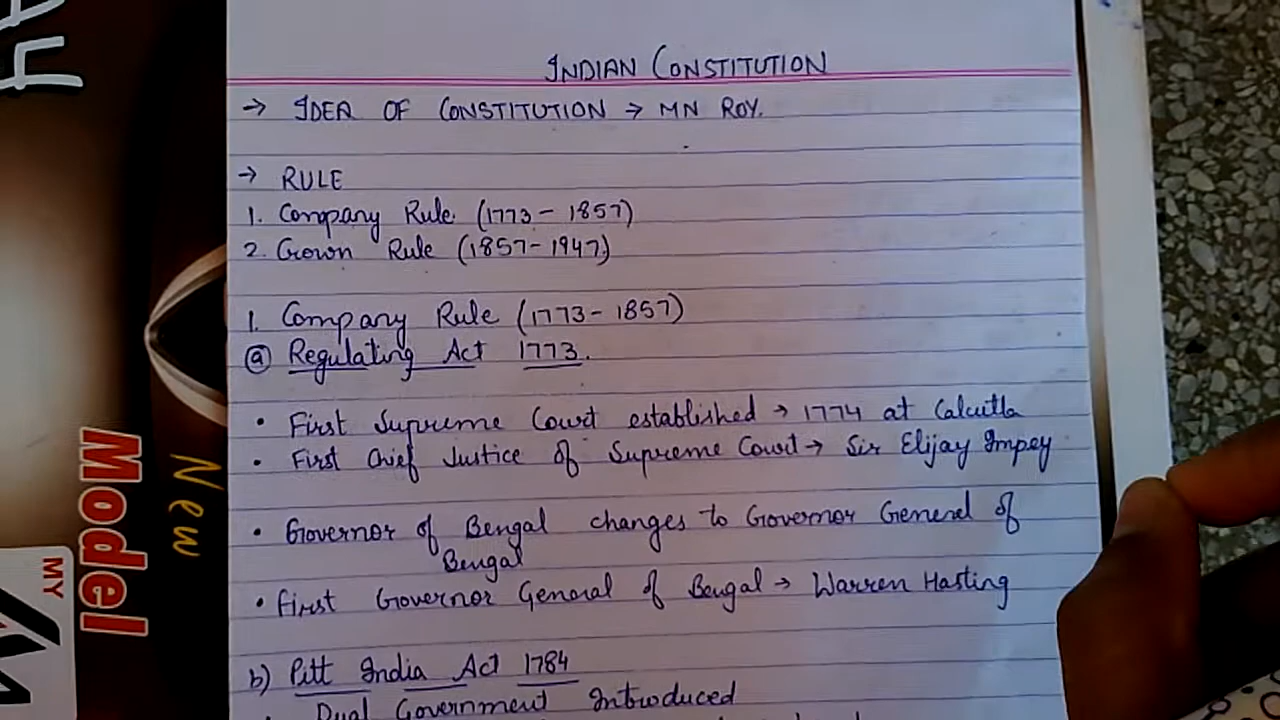 INDIAN CONSTITUTION
→ IDEA OF CONSTITUTION → MN ROY.
→ RULE
1. Company Rule (1773 - 1857)
2. Crown Rule (1857 - 1947)
1. Company Rule (1773 - 1857)
ⓐ Regulating Act 1773.
• First Supreme Court established → 1774 at Calcutta
• First Chief Justice of Supreme Court → Sir Elijay Impey
• Governor of Bengal changes to Governor General of
Bengal
• First Governor General of Bengal → Warren Hasting
b) Pitt India Act 1784
Dual Government Introduced
New
Model
MY